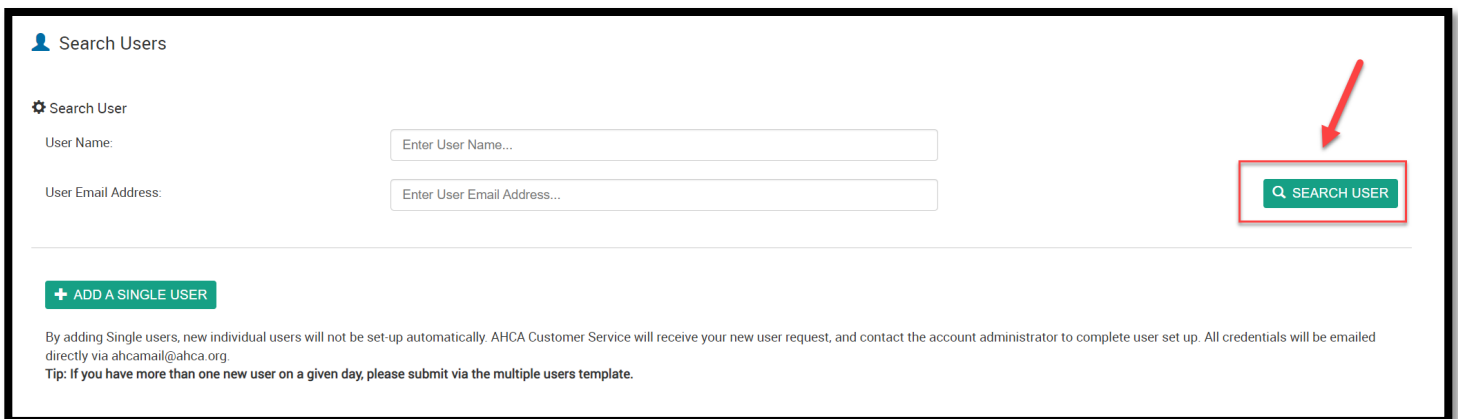 Search Users
Search User
User Name:
Enter User Name...
User Email Address:
Enter User Email Address...
SEARCH USER
ADD A SINGLE USER
By adding Single users, new individual users will not be set-up automatically. AHCA Customer Service will receive your new user request, and contact the account administrator to complete user set up. All credentials will be emailed
directly via ahcamail@ahca.org.
Tip: If you have more than one new user on a given day, please submit via the multiple users template.